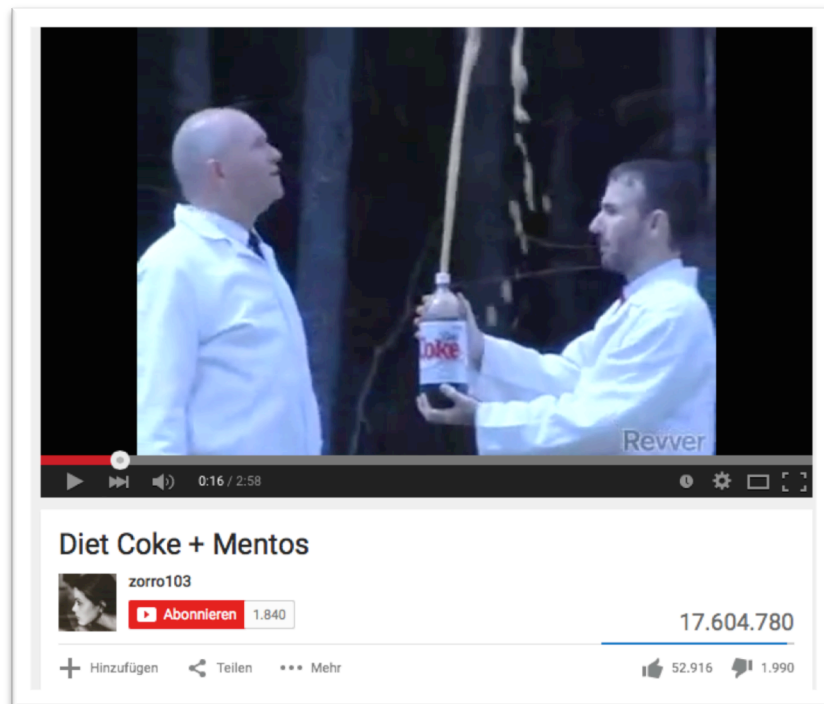 Diet
Coke
Revver
0:16 / 2:58
Diet Coke + Mentos
zorro103
Abonnieren 1.840
17.604.780
Hinzufügen Teilen Mehr 52.916 1.990